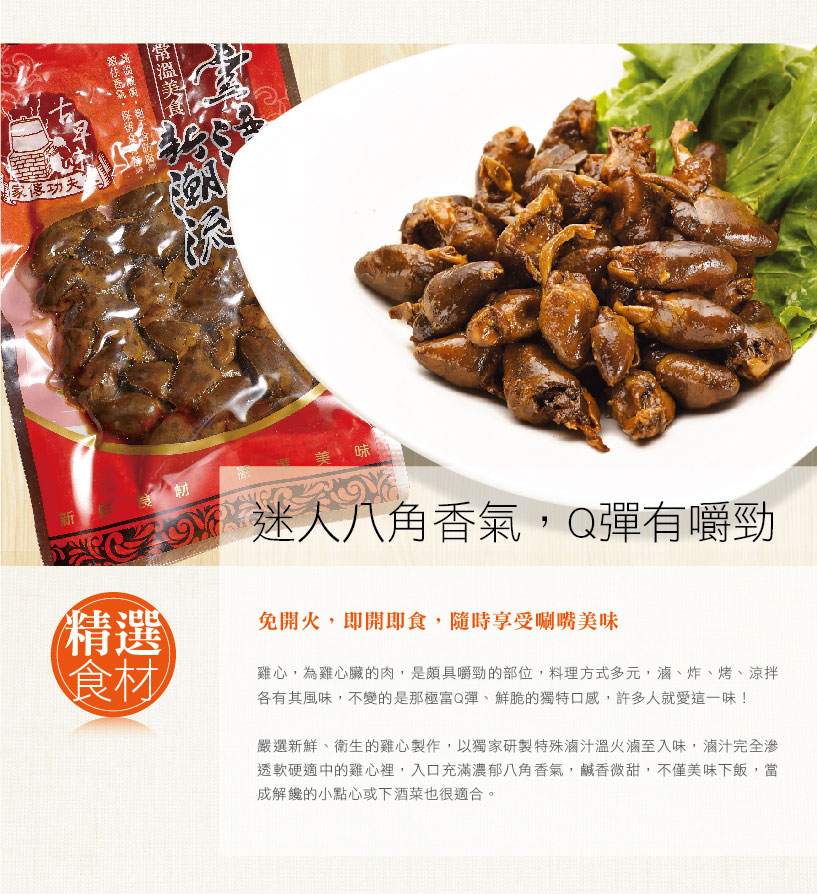 常溫美食
新潮派
古早味
家傳功夫
新鮮食材 嚴選美味
迷人八角香氣，Q彈有嚼勁
精選
食材
免開火，即開即食，隨時享受唰嘴美味
雞心，為雞心臟的肉，是頗具嚼勁的部位，料理方式多元，滷、炸、烤、涼拌
各有其風味，不變的是那極富Q彈、鮮脆的獨特口感，許多人就愛這一味！
嚴選新鮮、衛生的雞心製作，以獨家研製特殊滷汁溫火滷至入味，滷汁完全滲
透軟硬適中的雞心裡，入口充滿濃郁八角香氣，鹹香微甜，不僅美味下飯，當
成解饞的小點心或下酒菜也很適合。